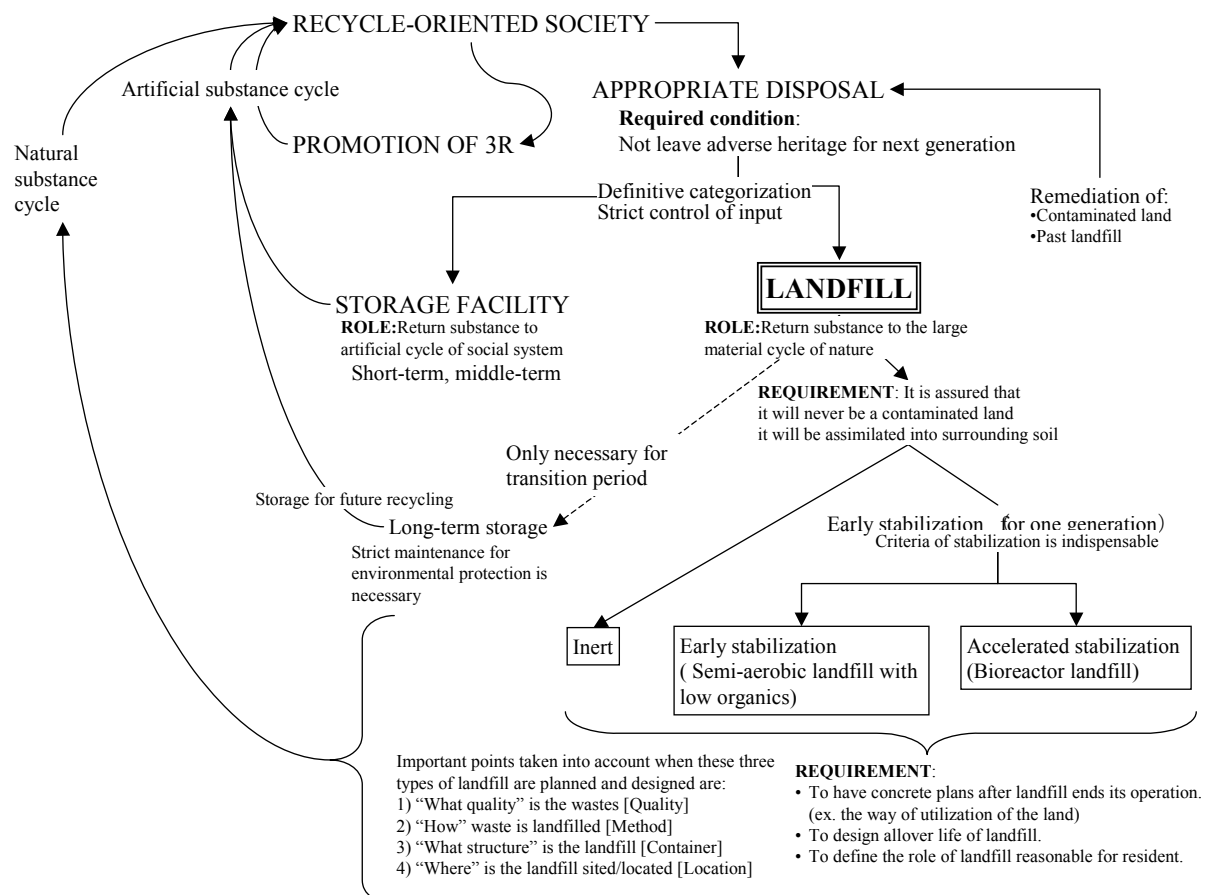 RECYCLE-ORIENTED SOCIETY
Artificial substance cycle
APPROPRIATE DISPOSAL
Required condition:
Not leave adverse heritage for next generation
PROMOTION OF 3R
Natural
substance
cycle
Definitive categorization
Strict control of input
Remediation of:
•Contaminated land
•Past landfill
STORAGE FACILITY
ROLE:Return substance to
artificial cycle of social system
Short-term, middle-term
LANDFILL
ROLE:Return substance to the large
material cycle of nature
REQUIREMENT: It is assured that
it will never be a contaminated land
it will be assimilated into surrounding soil
Only necessary for
transition period
Storage for future recycling
Long-term storage
Strict maintenance for
environmental protection is
necessary
Early stabilization (for one generation)
Criteria of stabilization is indispensable
Inert
Early stabilization
( Semi-aerobic landfill with
low organics)
Accelerated stabilization
(Bioreactor landfill)
Important points taken into account when these three
types of landfill are planned and designed are:
1) “What quality” is the wastes [Quality]
2) “How” waste is landfilled [Method]
3) “What structure” is the landfill [Container]
4) “Where” is the landfill sited/located [Location]
REQUIREMENT:
• To have concrete plans after landfill ends its operation.
(ex. the way of utilization of the land)
• To design allover life of landfill.
• To define the role of landfill reasonable for resident.